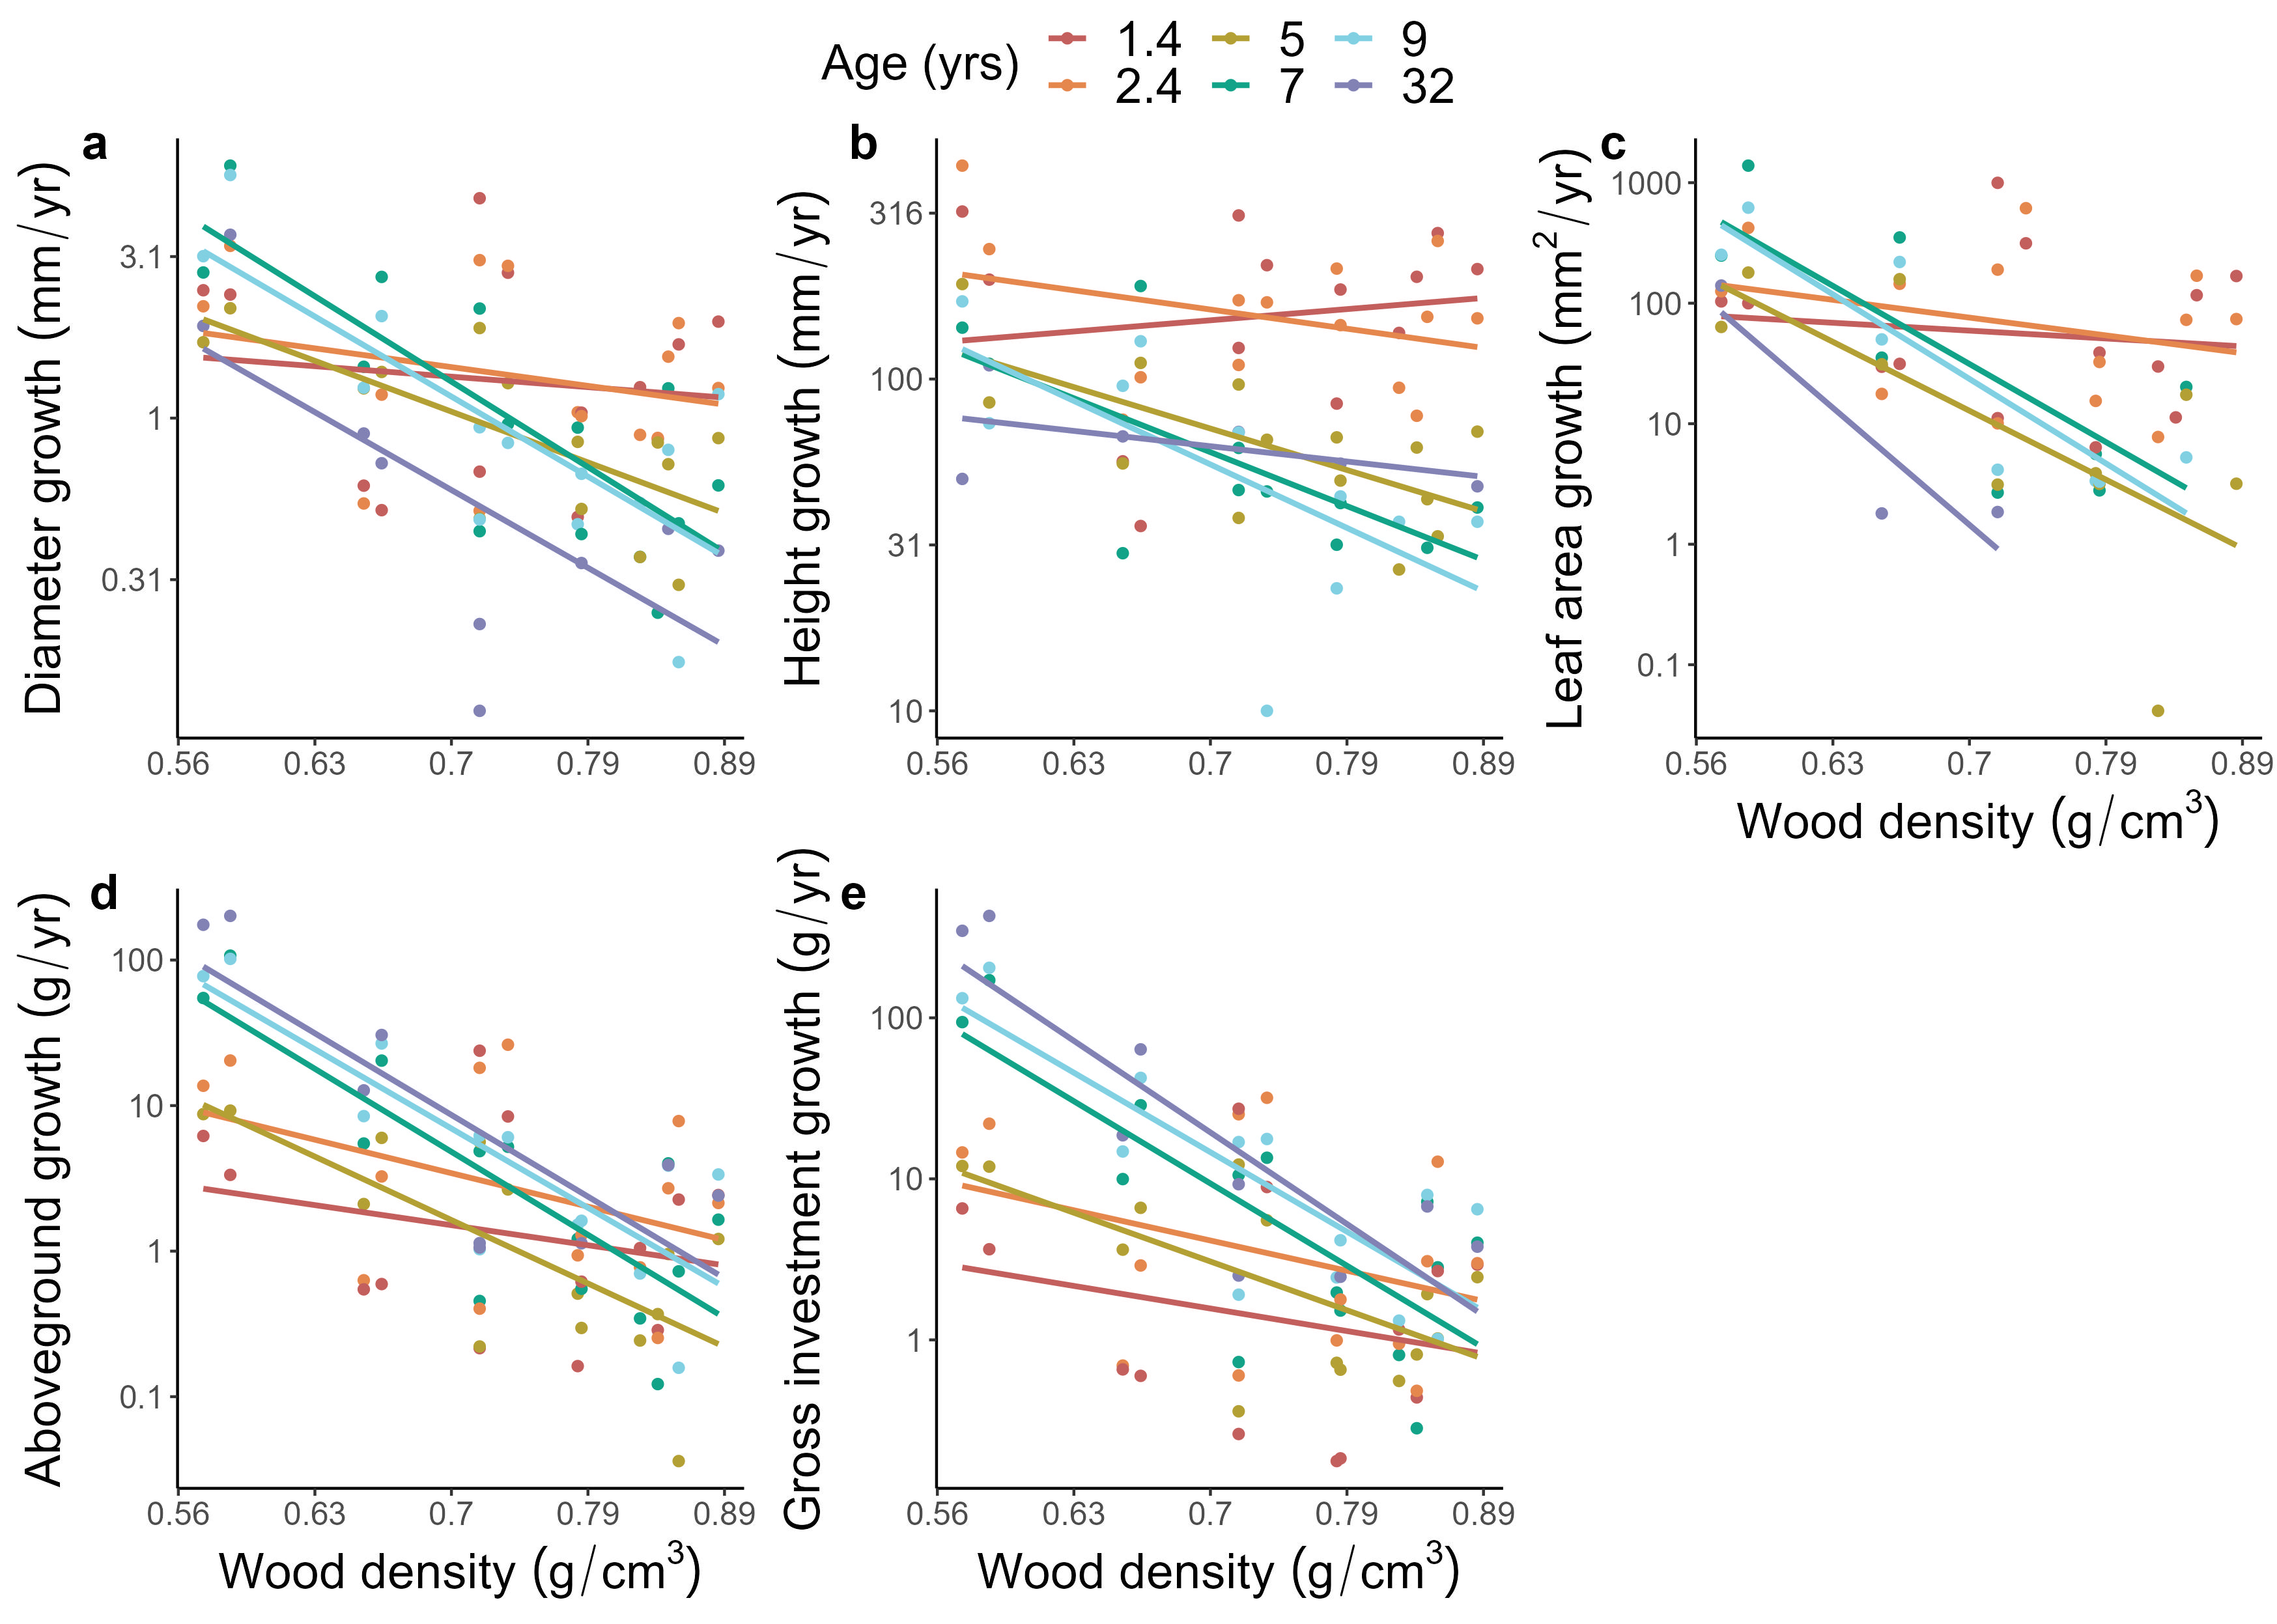 Age (yrs) 1.4 5 9
2.4 7 32
a
Diameter growth (mm/yr)
3.1
1
0.31
0.56 0.63 0.7 0.79 0.89
b
Height growth (mm/yr)
316
100
31
10
0.56 0.63 0.7 0.79 0.89
c
Leaf area growth (mm²/yr)
1000
100
10
1
0.1
0.56 0.63 0.7 0.79 0.89
Wood density (g/cm³)
d
Aboveground growth (g/yr)
100
10
1
0.1
0.56 0.63 0.7 0.79 0.89
Wood density (g/cm³)
e
Gross investment growth (g/yr)
100
10
1
0.56 0.63 0.7 0.79 0.89
Wood density (g/cm³)